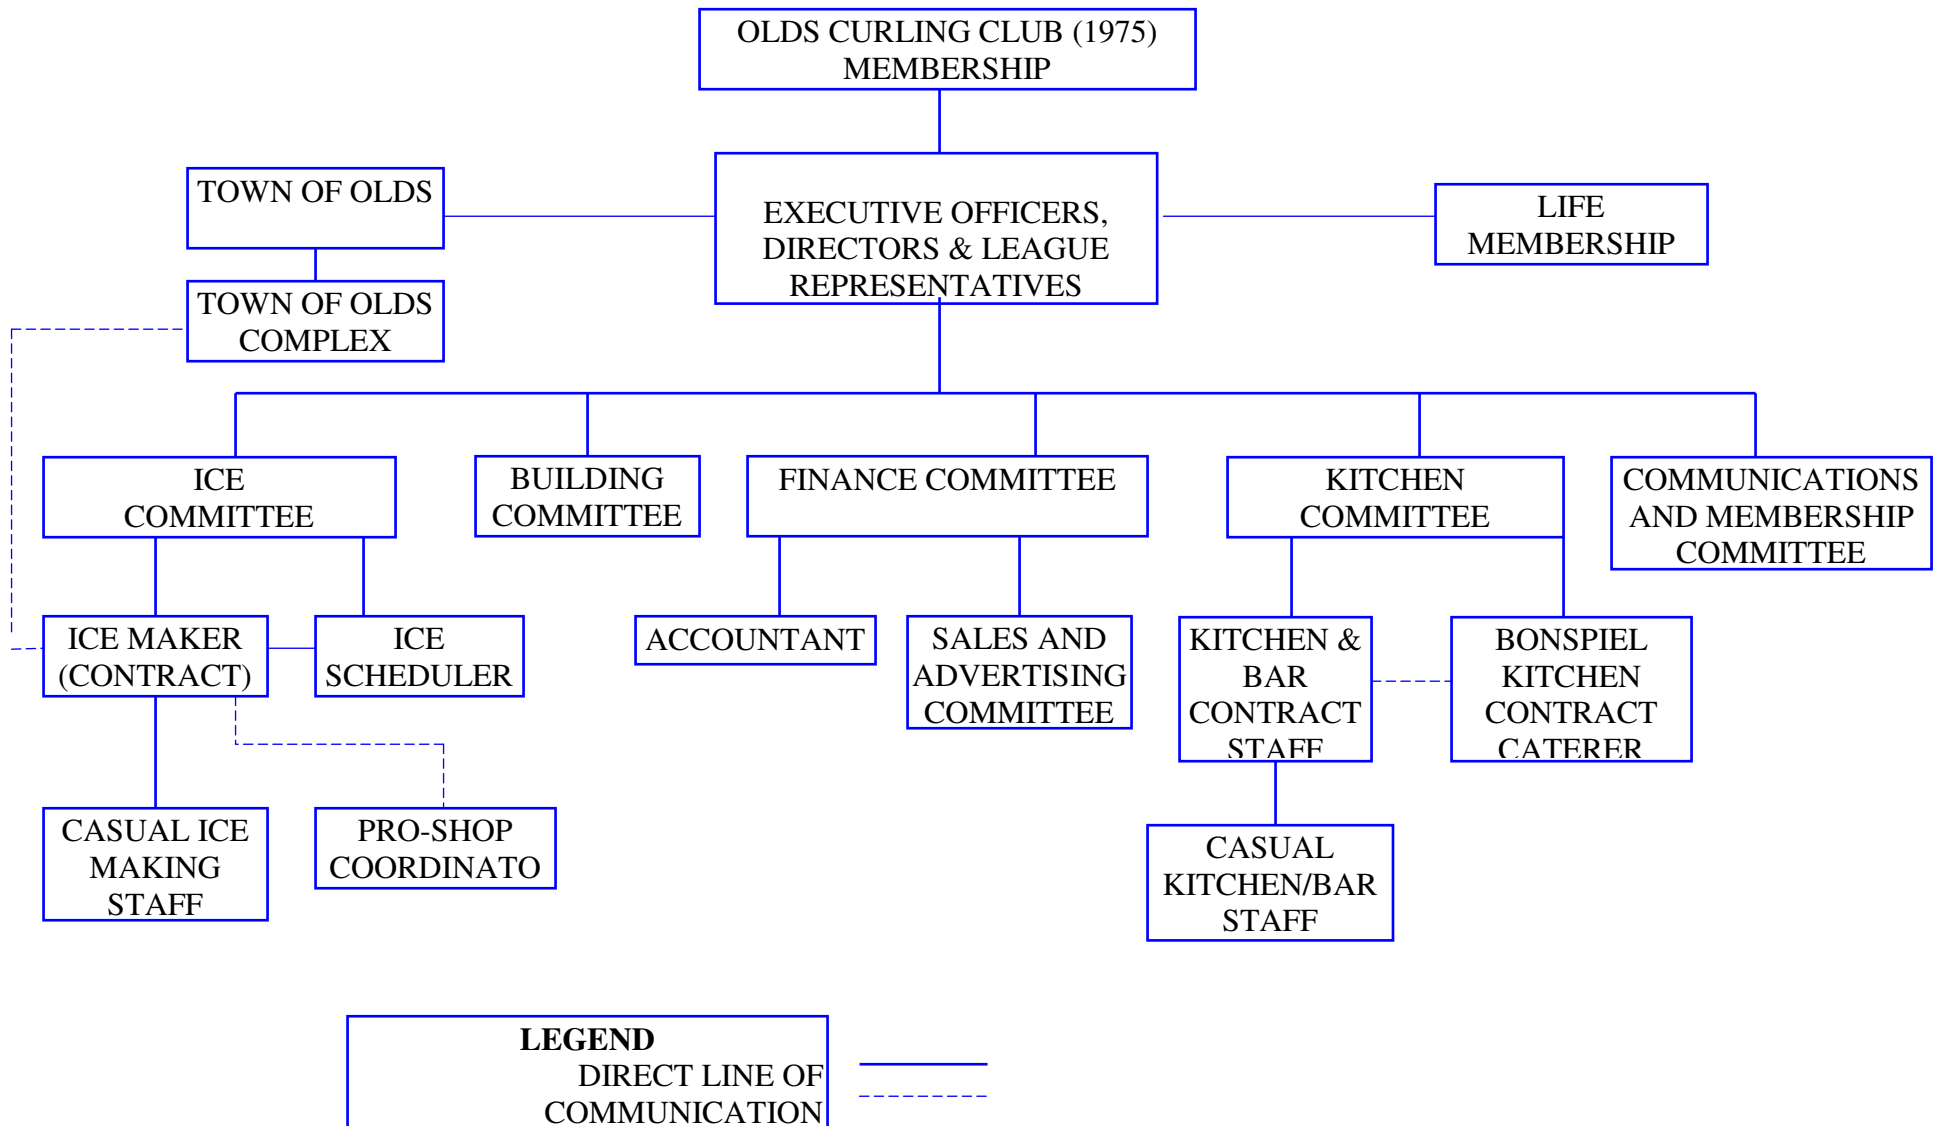 OLDS CURLING CLUB (1975)
MEMBERSHIP
TOWN OF OLDS
EXECUTIVE OFFICERS,
DIRECTORS & LEAGUE
REPRESENTATIVES
LIFE
MEMBERSHIP
TOWN OF OLDS
COMPLEX
ICE
COMMITTEE
BUILDING
COMMITTEE
FINANCE COMMITTEE
KITCHEN
COMMITTEE
COMMUNICATIONS
AND MEMBERSHIP
COMMITTEE
ICE MAKER
(CONTRACT)
ICE
SCHEDULER
ACCOUNTANT
SALES AND
ADVERTISING
COMMITTEE
KITCHEN &
BAR
CONTRACT
STAFF
BONSPIEL
KITCHEN
CONTRACT
CATERER
CASUAL ICE
MAKING
STAFF
PRO-SHOP
COORDINATO
CASUAL
KITCHEN/BAR
STAFF
LEGEND
DIRECT LINE OF
COMMUNICATION